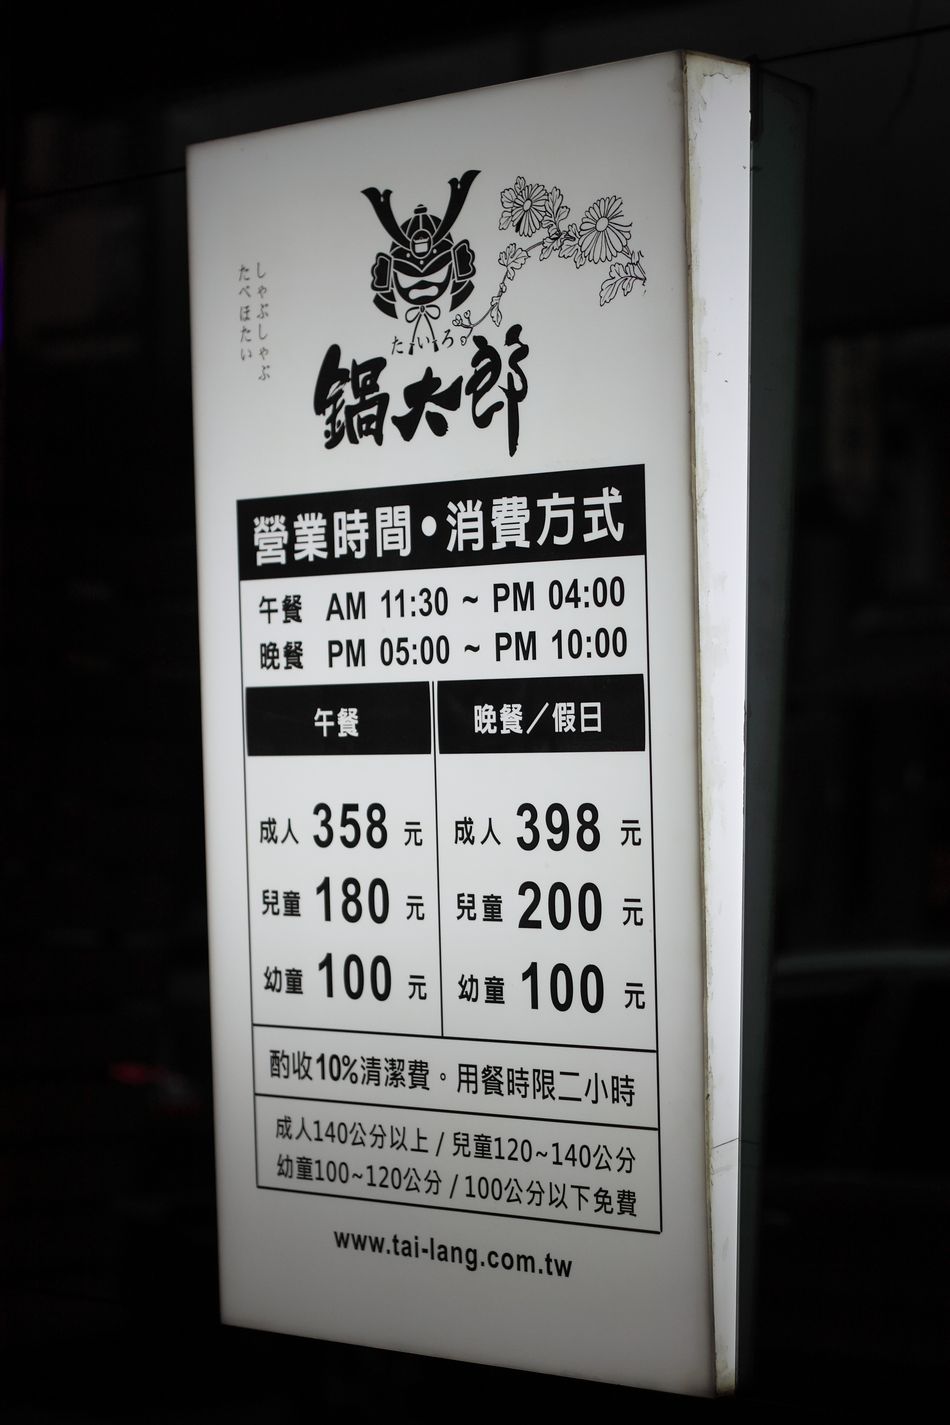 しゃぶしゃぶ
たべほたい
たいろう
鍋太郎
營業時間•消費方式
午餐 AM 11:30 ~ PM 04:00
晚餐 PM 05:00 ~ PM 10:00
午餐
成人 358 元
兒童 180 元
幼童 100 元
晚餐／假日
成人 398 元
兒童 200 元
幼童 100 元
酌收10%清潔費。用餐時限二小時
成人140公分以上 / 兒童120~140公分
幼童100~120公分 / 100公分以下免費
www.tai-lang.com.tw